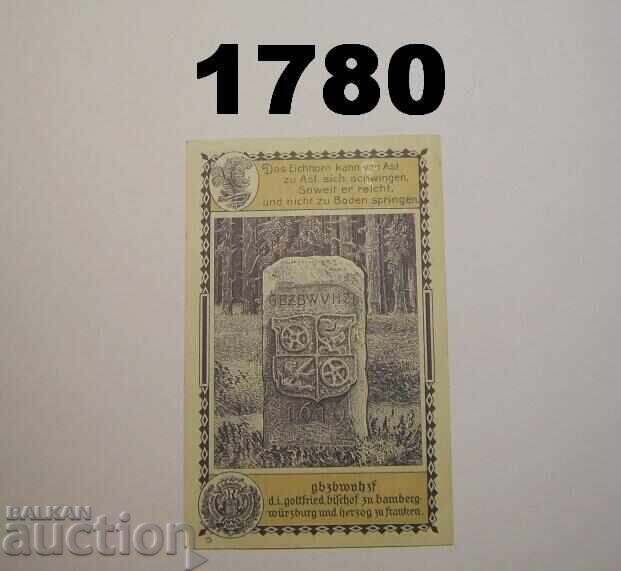 1780
Das Eichhorn kann von Ast
zu Ast sich schwingen,
Soweit er reicht,
und nicht zu Boden springen
GBZBWVHZF
1619
gbzbwvhzf
d.i. gottfried, bischof zu bamberg-
würzburg und herzog zu franken.
BALKAN
auction